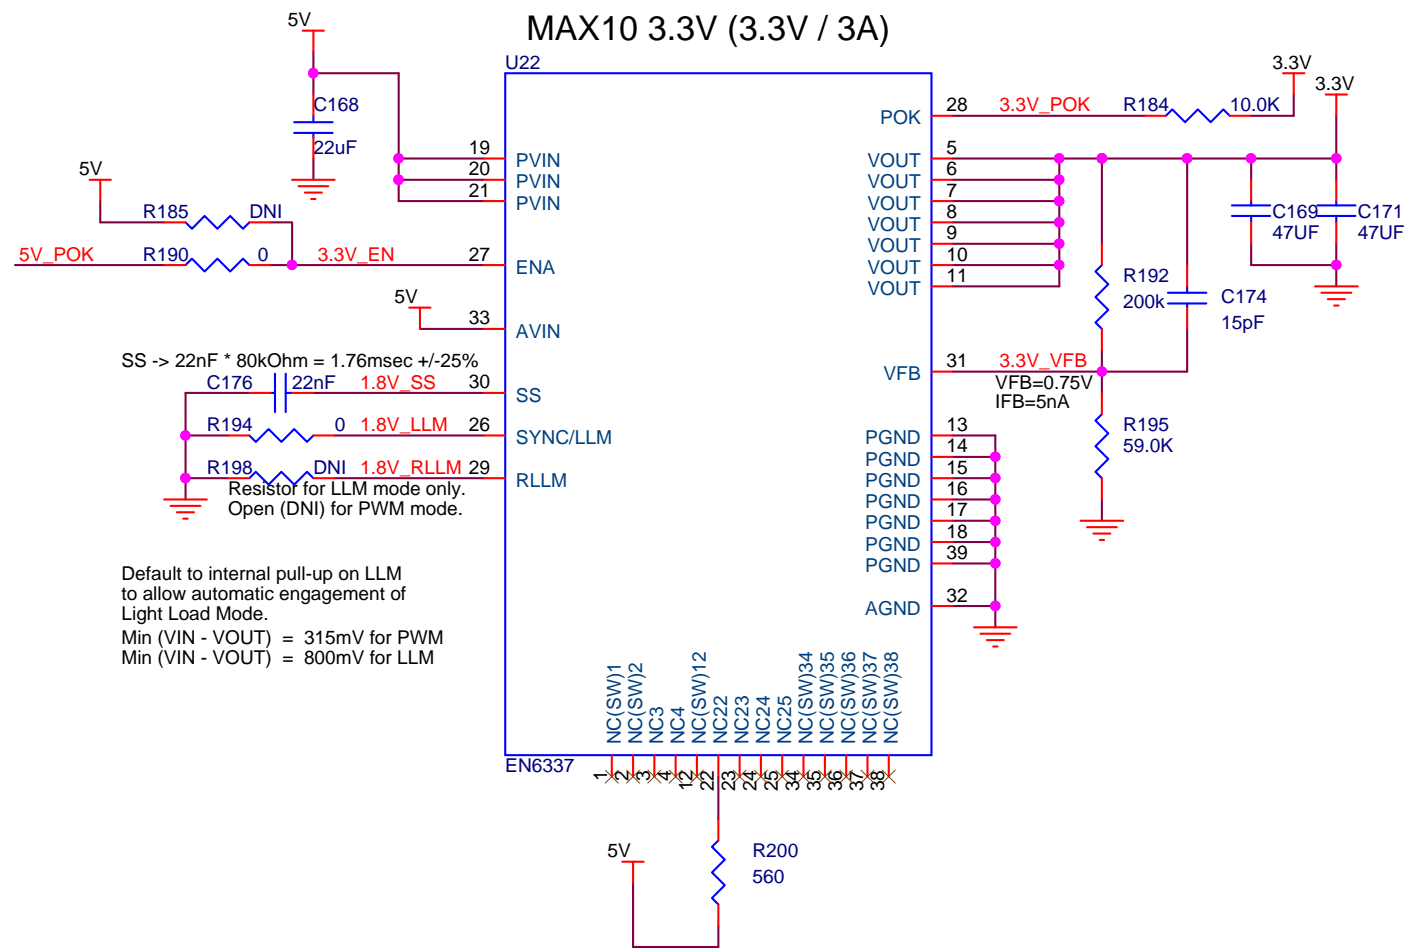 MAX10 3.3V (3.3V / 3A)
5V
U22
C168
22uF
19 PVIN
20 PVIN
21 PVIN
5V
R185 DNI
5V_POK R190 0 3.3V_EN 27 ENA
5V
33 AVIN
SS -> 22nF * 80kOhm = 1.76msec +/-25%
C176 22nF 1.8V_SS 30 SS
R194 0 1.8V_LLM 26 SYNC/LLM
R198 DNI 1.8V_RLLM 29 RLLM
Resistor for LLM mode only.
Open (DNI) for PWM mode.
Default to internal pull-up on LLM
to allow automatic engagement of
Light Load Mode.
Min (VIN - VOUT) = 315mV for PWM
Min (VIN - VOUT) = 800mV for LLM
3.3V
3.3V
POK 28 3.3V_POK R184 10.0K
VOUT 5
VOUT 6
VOUT 7
VOUT 8
VOUT 9
VOUT 10
VOUT 11
C169
47UF
C171
47UF
R192
200k
C174
15pF
VFB 31 3.3V_VFB
VFB=0.75V
IFB=5nA
R195
59.0K
PGND 13
PGND 14
PGND 15
PGND 16
PGND 17
PGND 18
PGND 39
AGND 32
NC(SW)1
NC(SW)2
NC3
NC4
NC(SW)12
NC22
NC23
NC24
NC25
NC(SW)34
NC(SW)35
NC(SW)36
NC(SW)37
NC(SW)38
EN6337
1
2
3
4
12
22
23
24
25
34
35
36
37
38
5V
R200
560